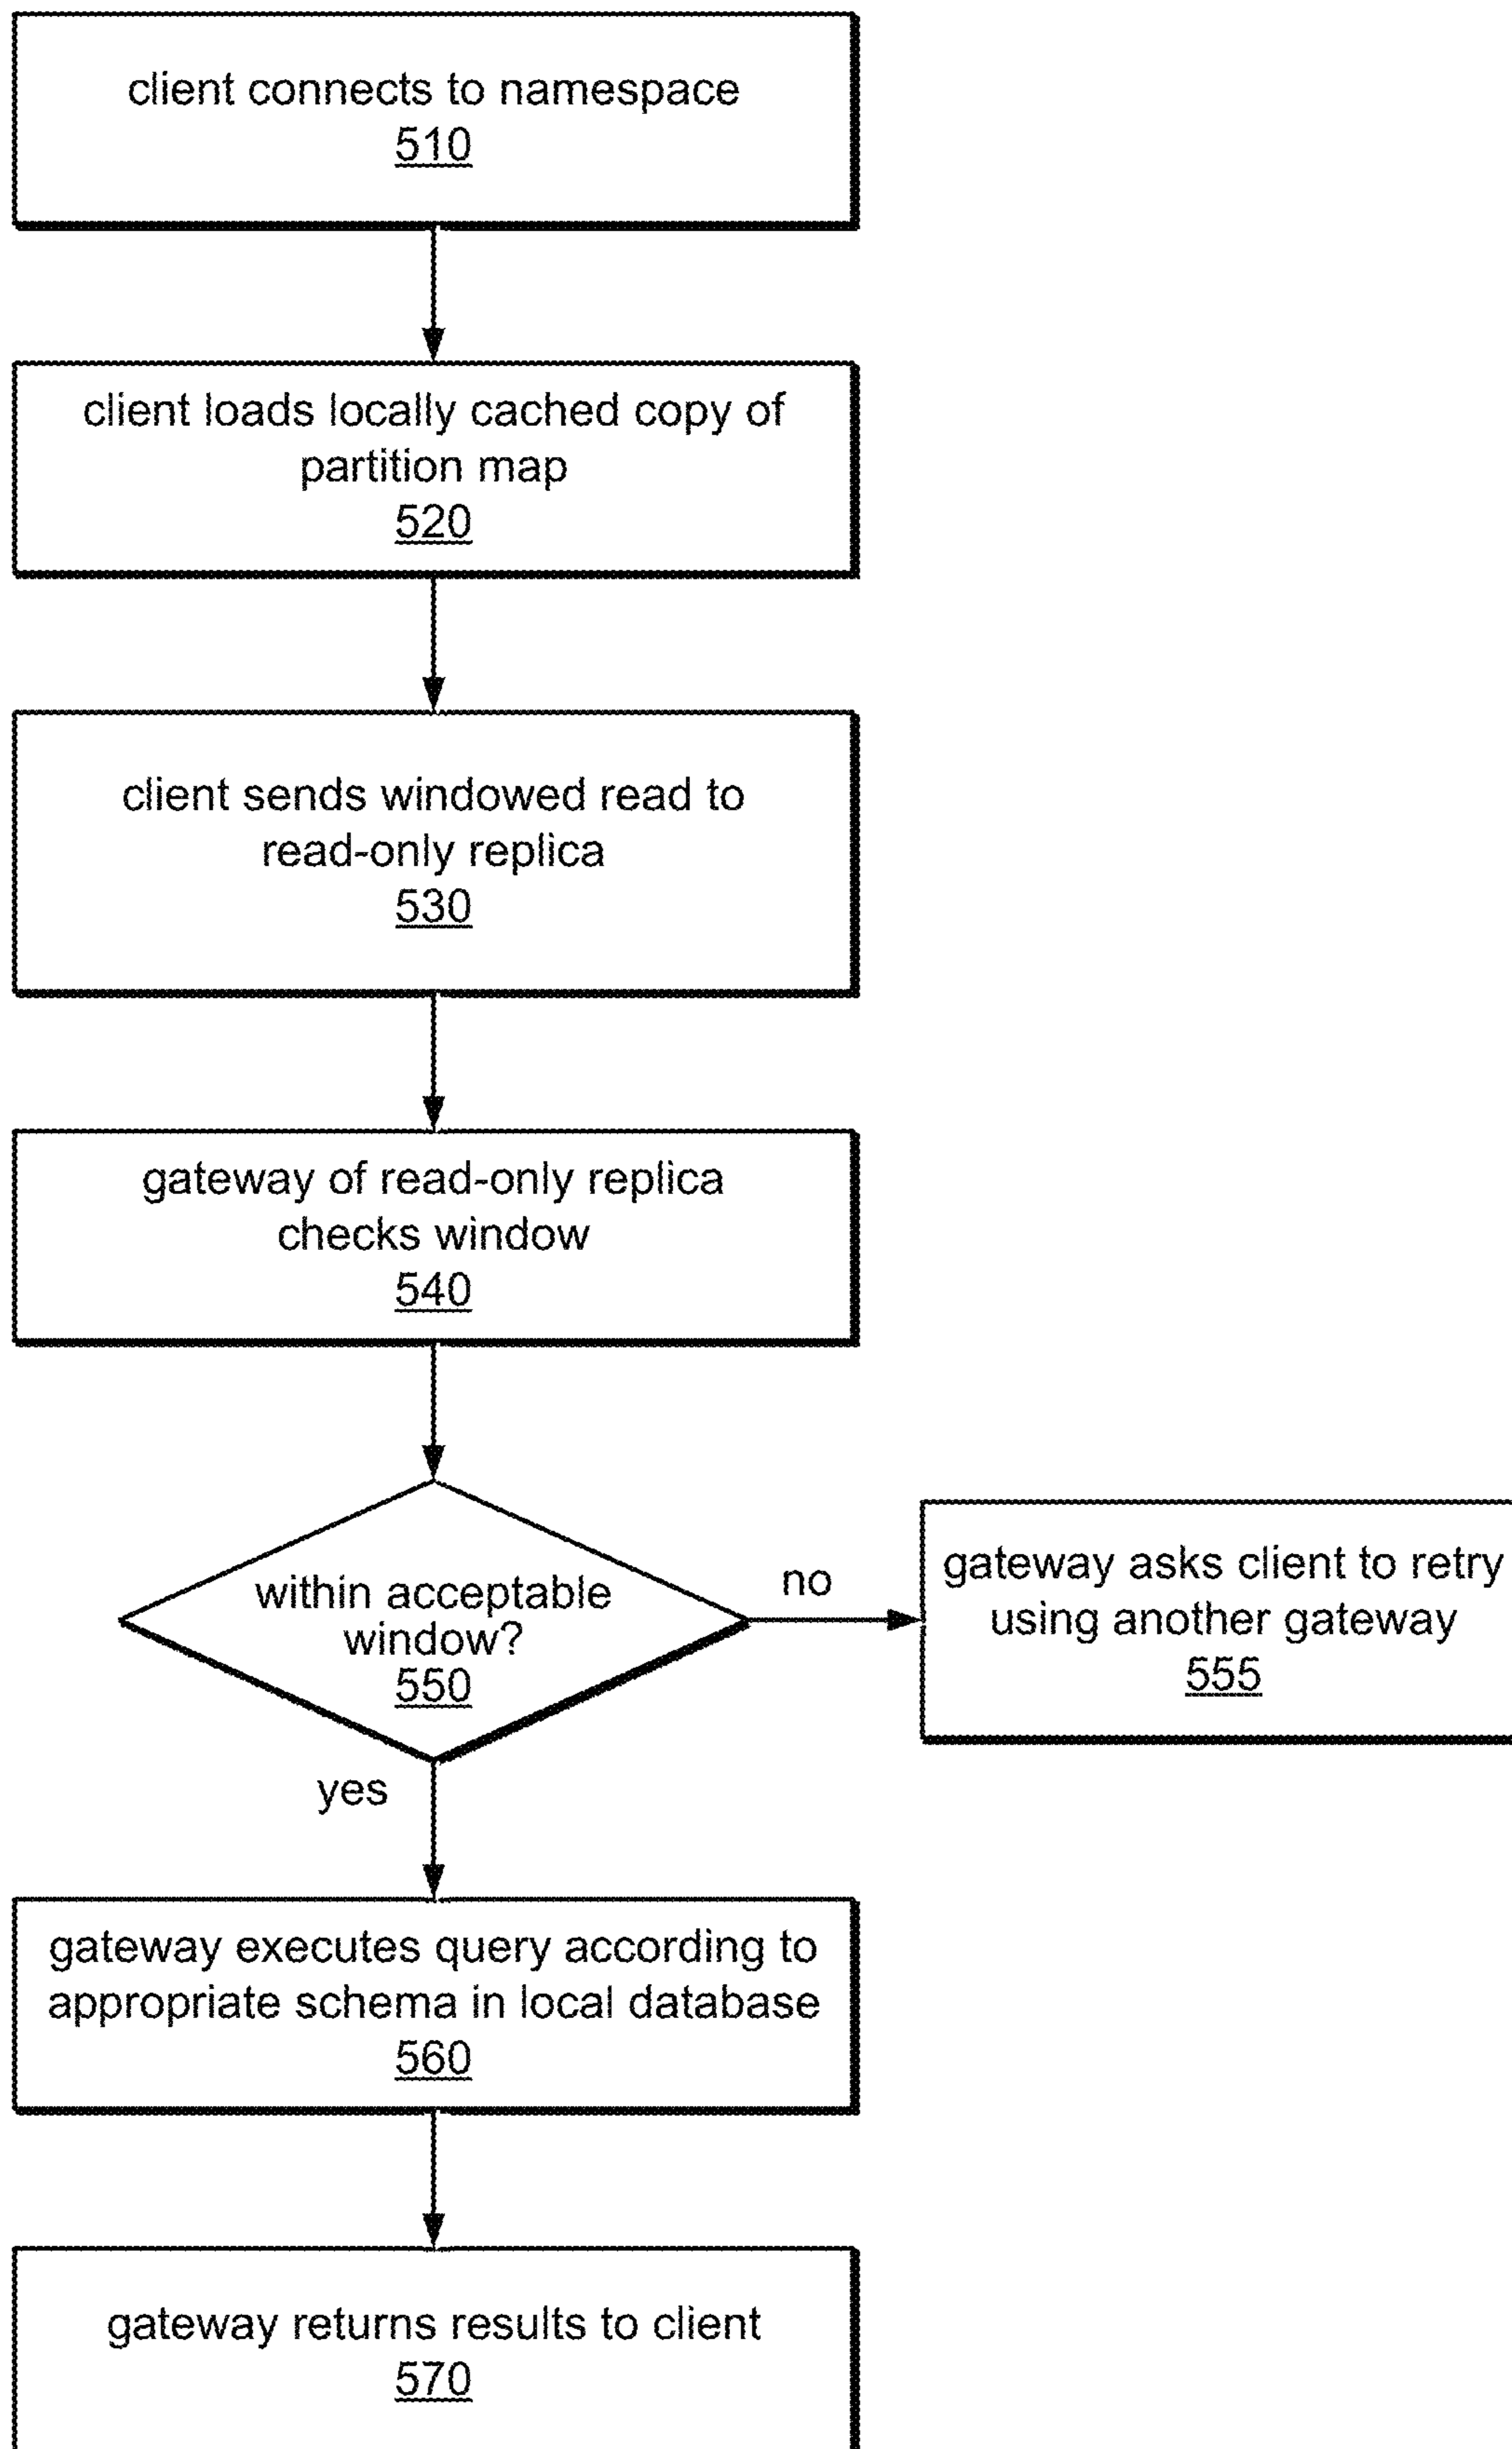 client connects to namespace
510
client loads locally cached copy of
partition map
520
client sends windowed read to
read-only replica
530
gateway of read-only replica
checks window
540
within acceptable
window?
550
no
gateway asks client to retry
using another gateway
555
yes
gateway executes query according to
appropriate schema in local database
560
gateway returns results to client
570